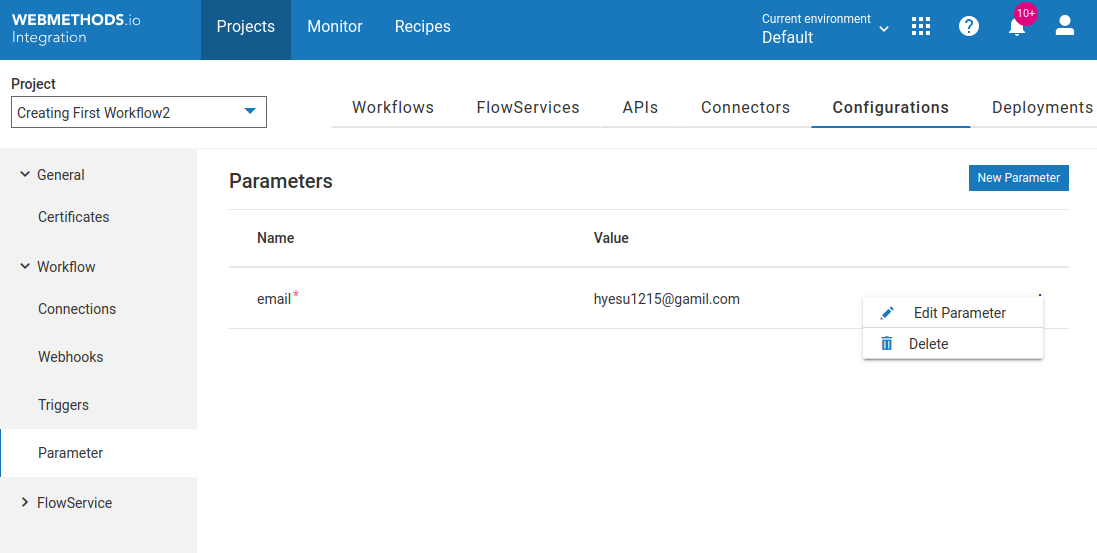 WEBMETHODS.io
Integration
Projects
Monitor
Recipes
Current environment
Default
10+
Project
Creating First Workflow2
Workflows
FlowServices
APIs
Connectors
Configurations
Deployments
General
Certificates
Workflow
Connections
Webhooks
Triggers
Parameter
FlowService
Parameters
New Parameter
Name Value
email* hyesu1215@gamil.com
Edit Parameter
Delete